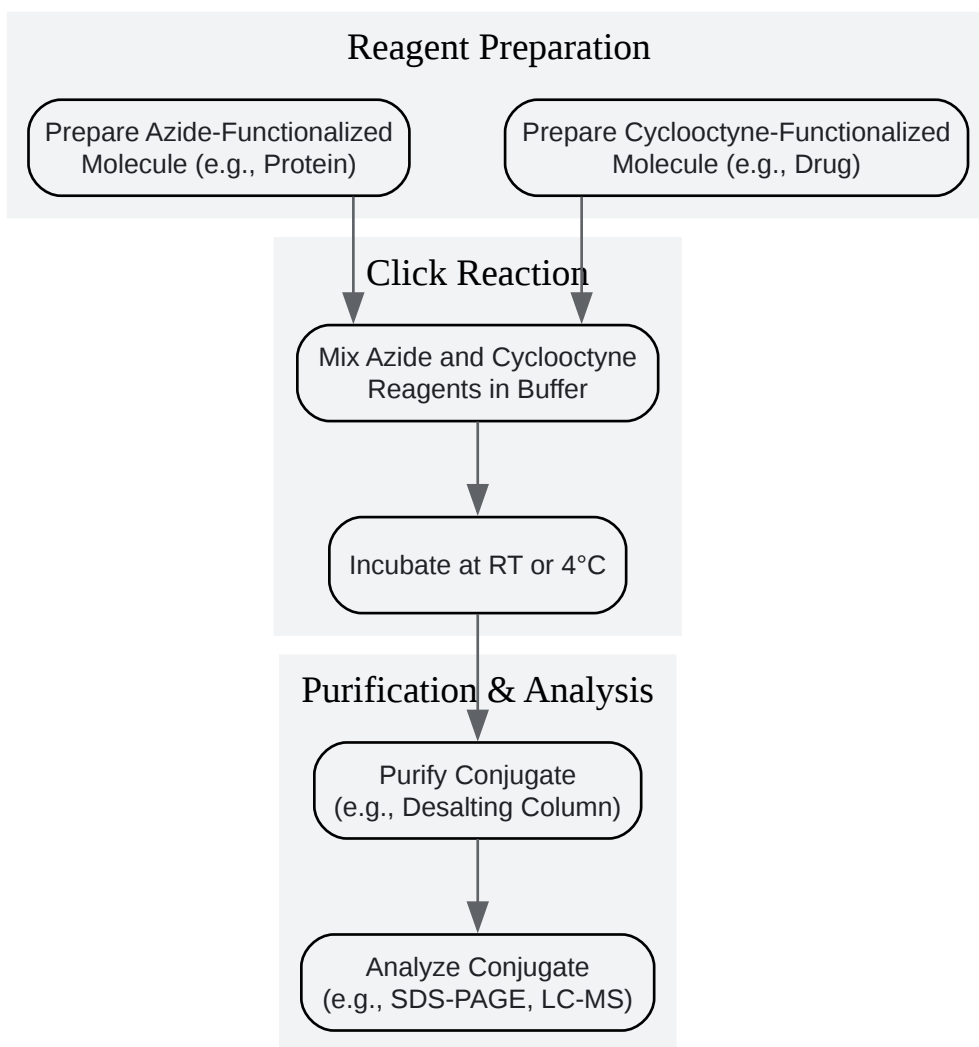 Reagent Preparation
Prepare Azide-Functionalized
Molecule (e.g., Protein)
Prepare Cyclooctyne-Functionalized
Molecule (e.g., Drug)
Click Reaction
Mix Azide and Cyclooctyne
Reagents in Buffer
Incubate at RT or 4°C
Purification & Analysis
Purify Conjugate
(e.g., Desalting Column)
Analyze Conjugate
(e.g., SDS-PAGE, LC-MS)